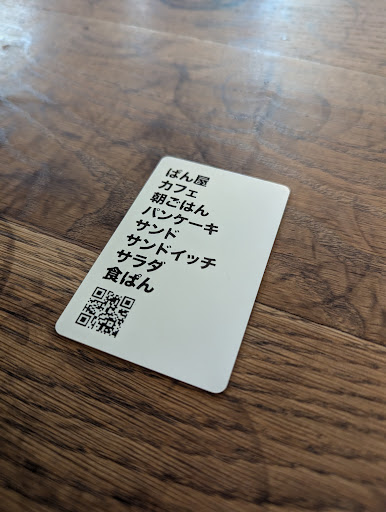 ぱん屋
カフェ
朝ごはん
パンケーキ
サンド
サンドイッチ
サラダ
食ぱん